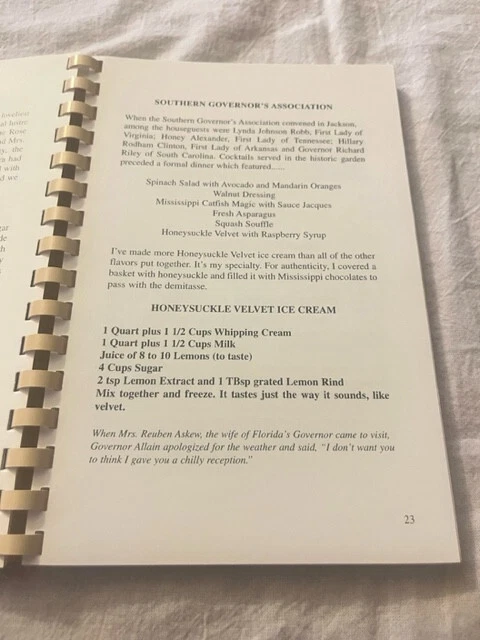 SOUTHERN GOVERNOR'S ASSOCIATION
When the Southern Governor's Association convened in Jackson,
among the houseguests were Lynda Johnson Robb, First Lady of
Virginia; Honey Alexander, First Lady of Tennessee; Hillary
Rodham Clinton, First Lady of Arkansas and Governor Richard
Riley of South Carolina. Cocktails served in the historic garden
preceded a formal dinner which featured.....
Spinach Salad with Avocado and Mandarin Oranges
Walnut Dressing
Mississippi Catfish Magic with Sauce Jacques
Fresh Asparagus
Squash Souffle
Honeysuckle Velvet with Raspberry Syrup
I've made more Honeysuckle Velvet ice cream than all of the other
flavors put together. It's my specialty. For authenticity, I covered a
basket with honeysuckle and filled it with Mississippi chocolates to
pass with the demitasse.
HONEYSUCKLE VELVET ICE CREAM
1 Quart plus 1 1/2 Cups Whipping Cream
1 Quart plus 1 1/2 Cups Milk
Juice of 8 to 10 Lemons (to taste)
4 Cups Sugar
2 tsp Lemon Extract and 1 TBsp grated Lemon Rind
Mix together and freeze. It tastes just the way it sounds, like
velvet.
When Mrs. Reuben Askew, the wife of Florida's Governor came to visit,
Governor Allain apologized for the weather and said, "I don't want you
to think I gave you a chilly reception."
23